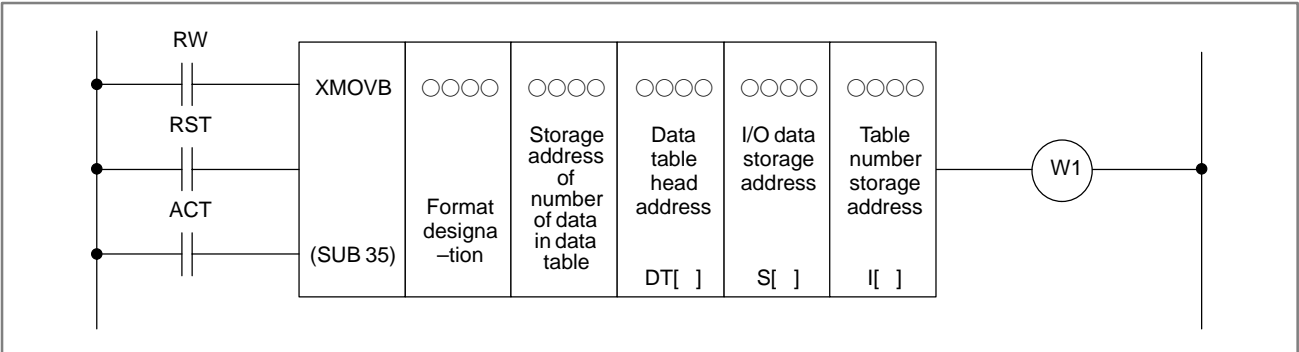 RW
RST
ACT
XMOVB
(SUB 35)
○○○○
Format
designa
–tion
○○○○
Storage
address
of
number
of data
in data
table
○○○○
Data
table
head
address
DT[ ]
○○○○
I/O data
storage
address
S[ ]
○○○○
Table
number
storage
address
I[ ]
W1